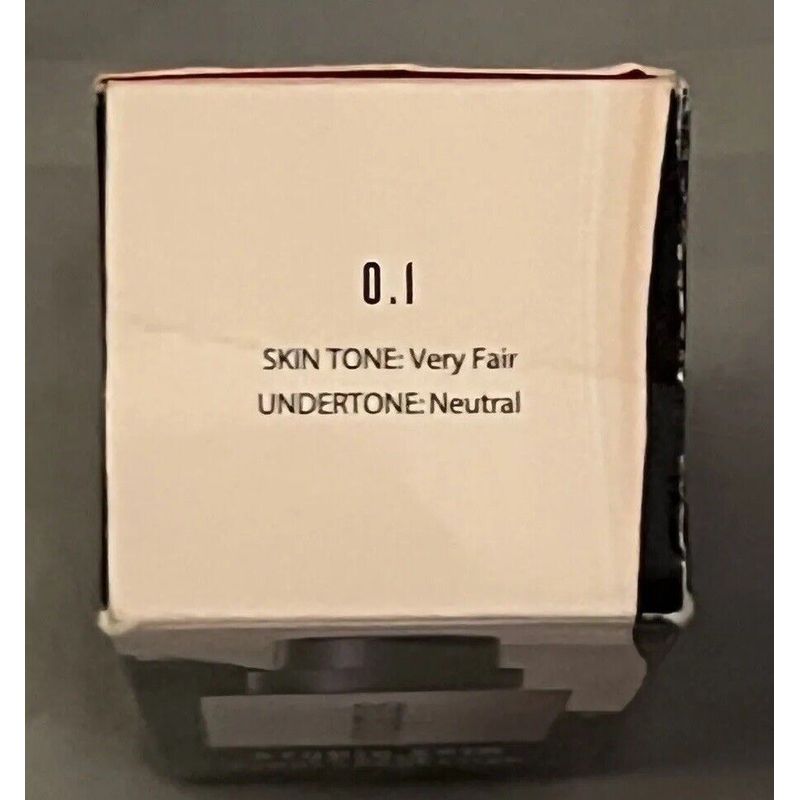 0.1
SKIN TONE: Very Fair
UNDERTONE: Neutral